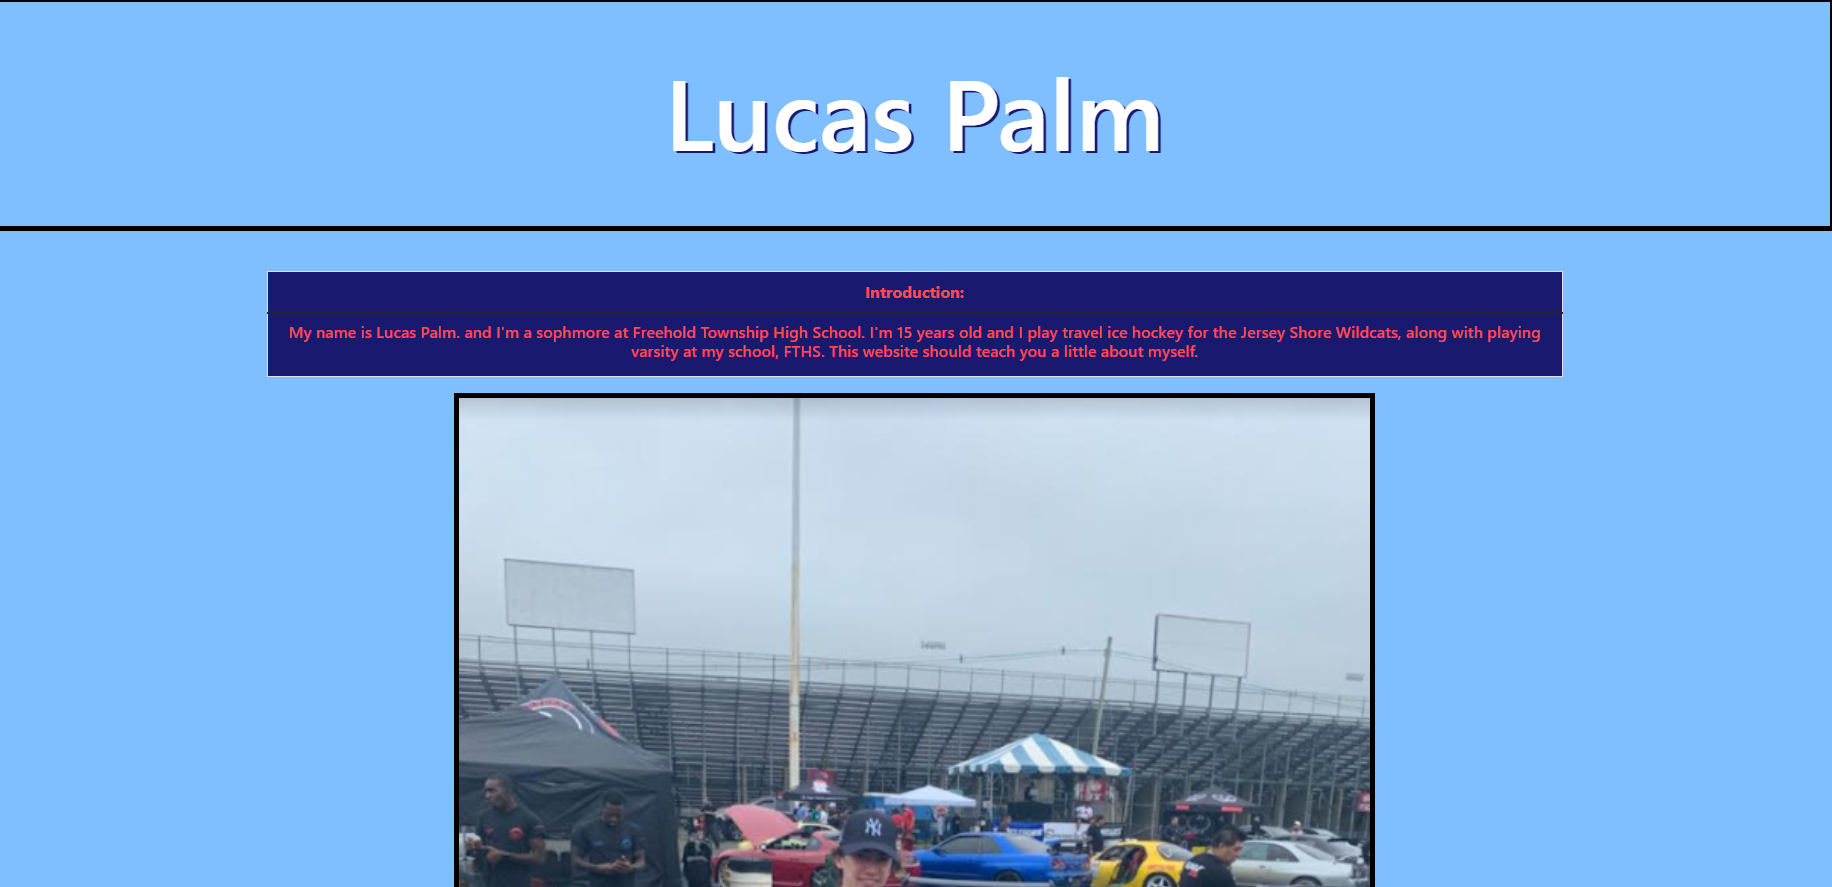 Lucas Palm
Introduction:
My name is Lucas Palm. and I'm a sophmore at Freehold Township High School. I'm 15 years old and I play travel ice hockey for the Jersey Shore Wildcats, along with playing
varsity at my school, FTHS. This website should teach you a little about myself.
NY